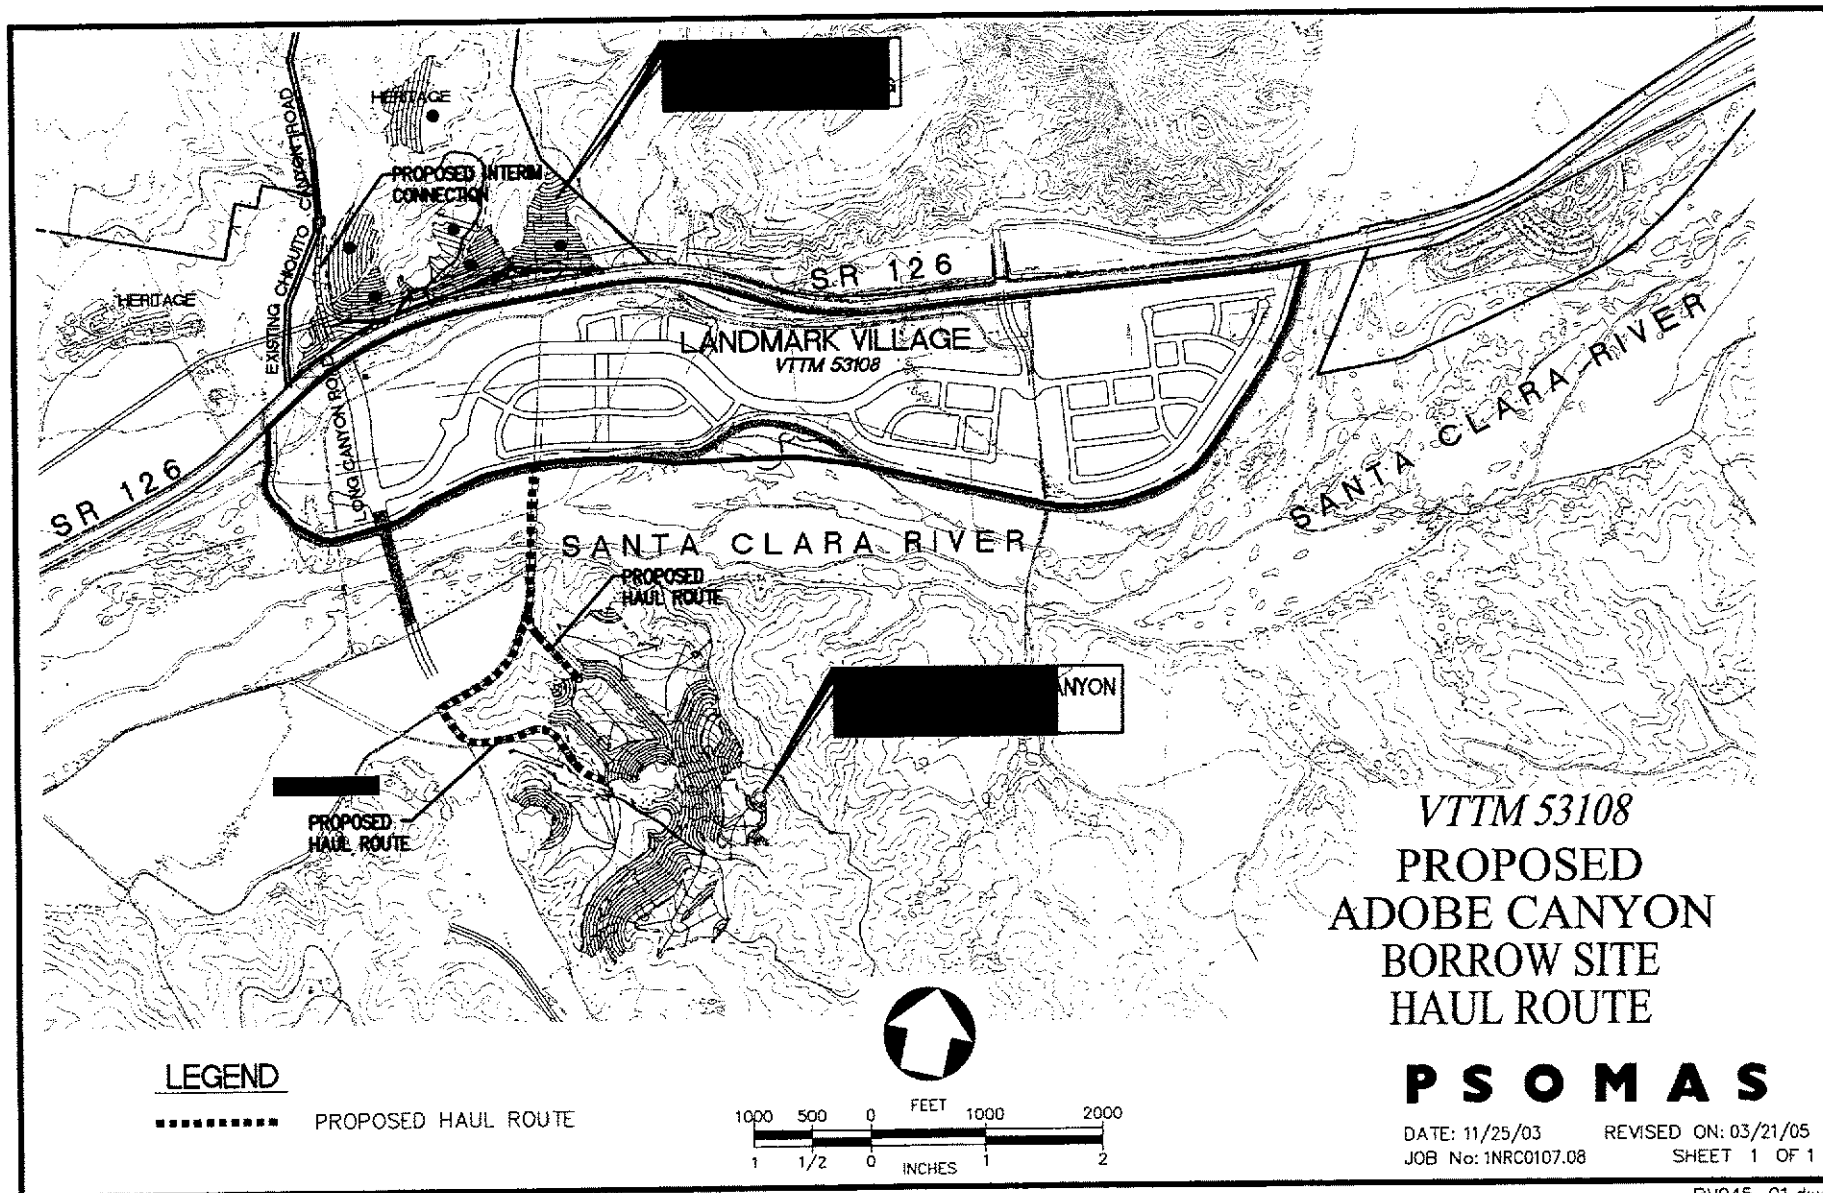 HERITAGE
EXISTING CHIQUITO CANYON ROAD
PROPOSED INTERIM
CONNECTION
HERITAGE
SR 126
LANDMARK VILLAGE
VTTM 53108
SANTA CLARA RIVER
LONG CANYON ROAD
SR 126
SANTA CLARA RIVER
PROPOSED
HAUL ROUTE
ANYON
PROPOSED
HAUL ROUTE
VTTM 53108
PROPOSED
ADOBE CANYON
BORROW SITE
HAUL ROUTE
LEGEND
PROPOSED HAUL ROUTE
FEET
1000 500 0 1000 2000
1 1/2 0 INCHES 1 2
PSOMAS
DATE: 11/25/03 REVISED ON: 03/21/05
JOB No: 1NRC0107.08 SHEET 1 OF 1